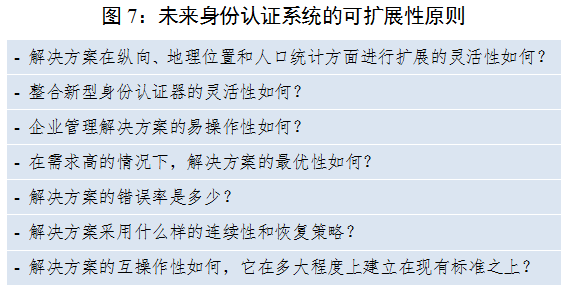 图 7：未来身份认证系统的可扩展性原则
- 解决方案在纵向、地理位置和人口统计方面进行扩展的灵活性如何？
- 整合新型身份认证器的灵活性如何？
- 企业管理解决方案的易操作性如何？
- 在需求高的情况下，解决方案的最优性如何？
- 解决方案的错误率是多少？
- 解决方案采用什么样的连续性和恢复策略？
- 解决方案的互操作性如何，它在多大程度上建立在现有标准之上？